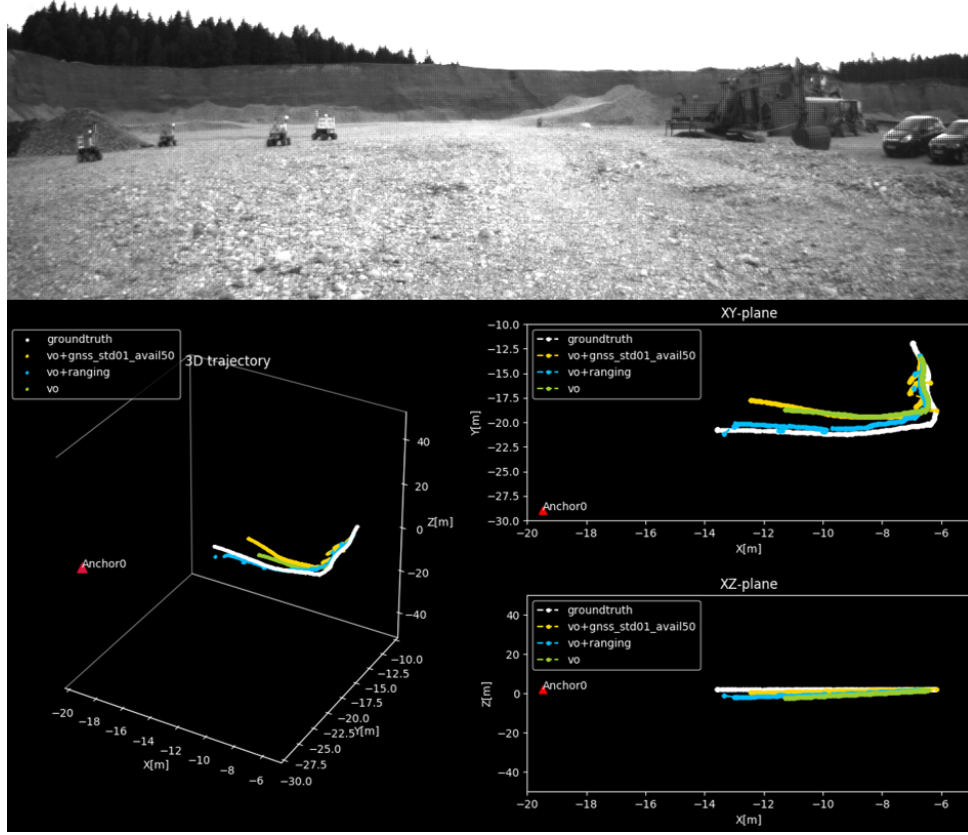 groundtruth
vo+gnss_std01_avail50
vo+ranging
vo
3D trajectory
Anchor0
40
20
0
Z[m]
−20
−40
−10.0
−12.5
−15.0
−17.5
−20.0
Y[m]
−22.5
−25.0
−27.5
−30.0
−20
−18
−16
−14
−12
−10
−8
−6
X[m]
XY-plane
groundtruth
vo+gnss_std01_avail50
vo+ranging
vo
Anchor0
Y[m]
−10.0
−12.5
−15.0
−17.5
−20.0
−22.5
−25.0
−27.5
−30.0
−20 −18 −16 −14 −12 −10 −8 −6
X[m]
XZ-plane
groundtruth
vo+gnss_std01_avail50
vo+ranging
vo
Anchor0
Z[m]
40
20
0
−20
−40
−20 −18 −16 −14 −12 −10 −8 −6
X[m]